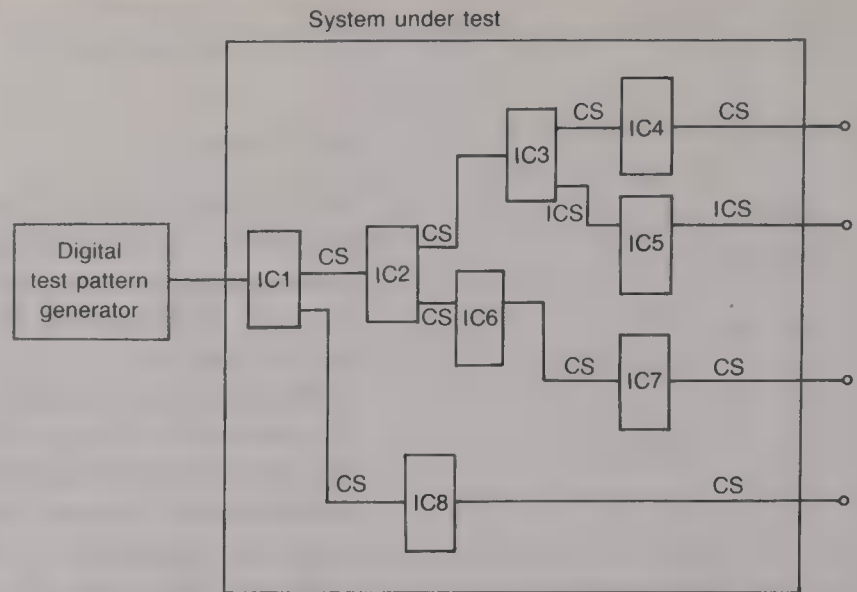 System under test
CS
IC4
CS
IC3
CS
ICS
IC5
ICS
Digital
test pattern
generator
IC1
CS
IC2
CS
IC6
CS
IC7
CS
CS
IC8
CS